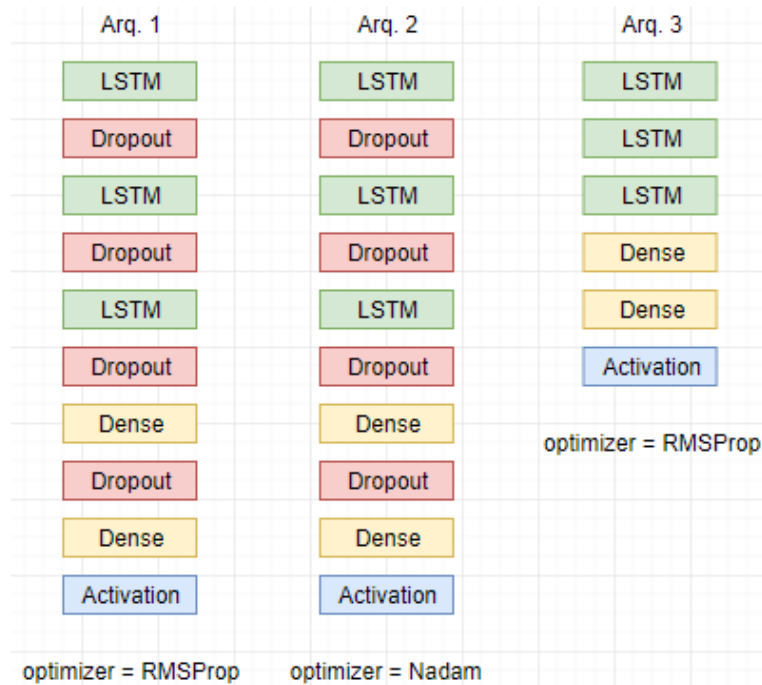 Arq. 1
LSTM
Dropout
LSTM
Dropout
LSTM
Dropout
Dense
Dropout
Dense
Activation
optimizer = RMSProp
Arq. 2
LSTM
Dropout
LSTM
Dropout
LSTM
Dropout
Dense
Dropout
Dense
Activation
optimizer = Nadam
Arq. 3
LSTM
LSTM
LSTM
Dense
Dense
Activation
optimizer = RMSProp